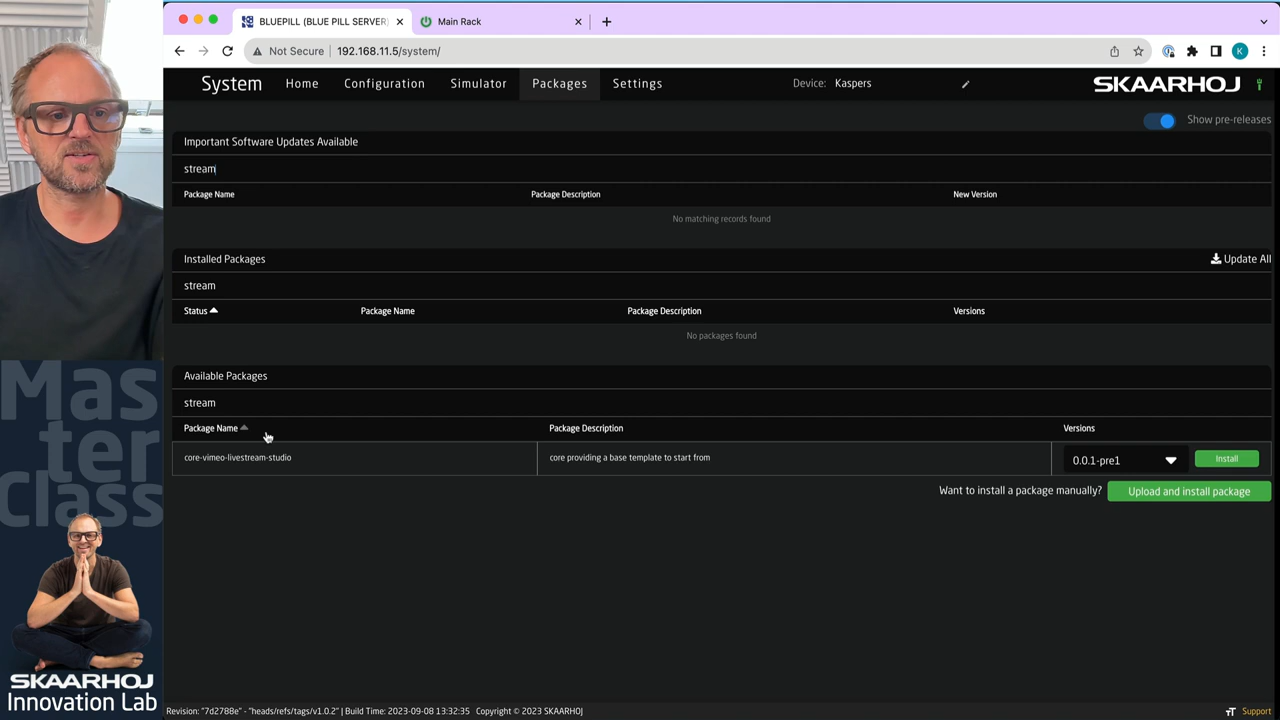 BLUEPILL (BLUE PILL SERVER)
Main Rack
Not Secure
192.168.11.5/system/
K
System
Home
Configuration
Simulator
Packages
Settings
Device:
Kaspers
SKAARHOJ
Show pre-releases
Important Software Updates Available
stream
Package Name
Package Description
New Version
No matching records found
Installed Packages
Update All
stream
Status
Package Name
Package Description
Versions
No packages found
Available Packages
stream
Package Name
Package Description
Versions
core-vimeo-livestream-studio
core providing a base template to start from
0.0.1-pre1
Install
Want to install a package manually?
Upload and install package
Mas
ter
Class
SKAARHOJ
Innovation Lab
Revision: "7d2788e" - "heads/refs/tags/v1.0.2" | Build Time: 2023-09-08 13:32:35 Copyright © 2023 SKAARHOJ
Support